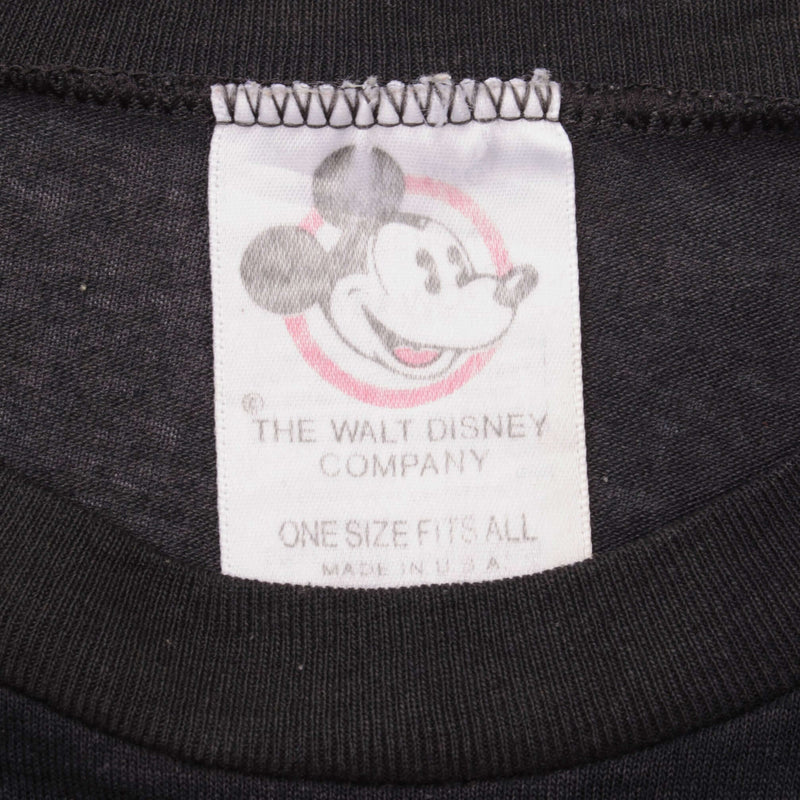 ©
THE WALT DISNEY
COMPANY
ONE SIZE FITS ALL
MADE IN U.S.A.